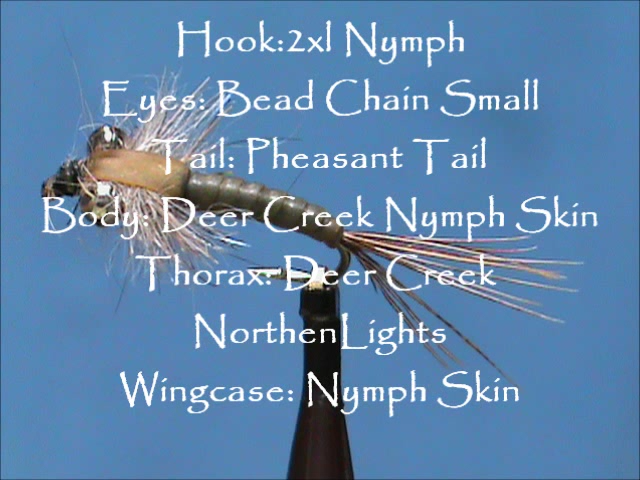 Hook:2xl Nymph
Eyes: Bead Chain Small
Tail: Pheasant Tail
Body: Deer Creek Nymph Skin
Thorax: Deer Creek
NorthenLights
Wingcase: Nymph Skin